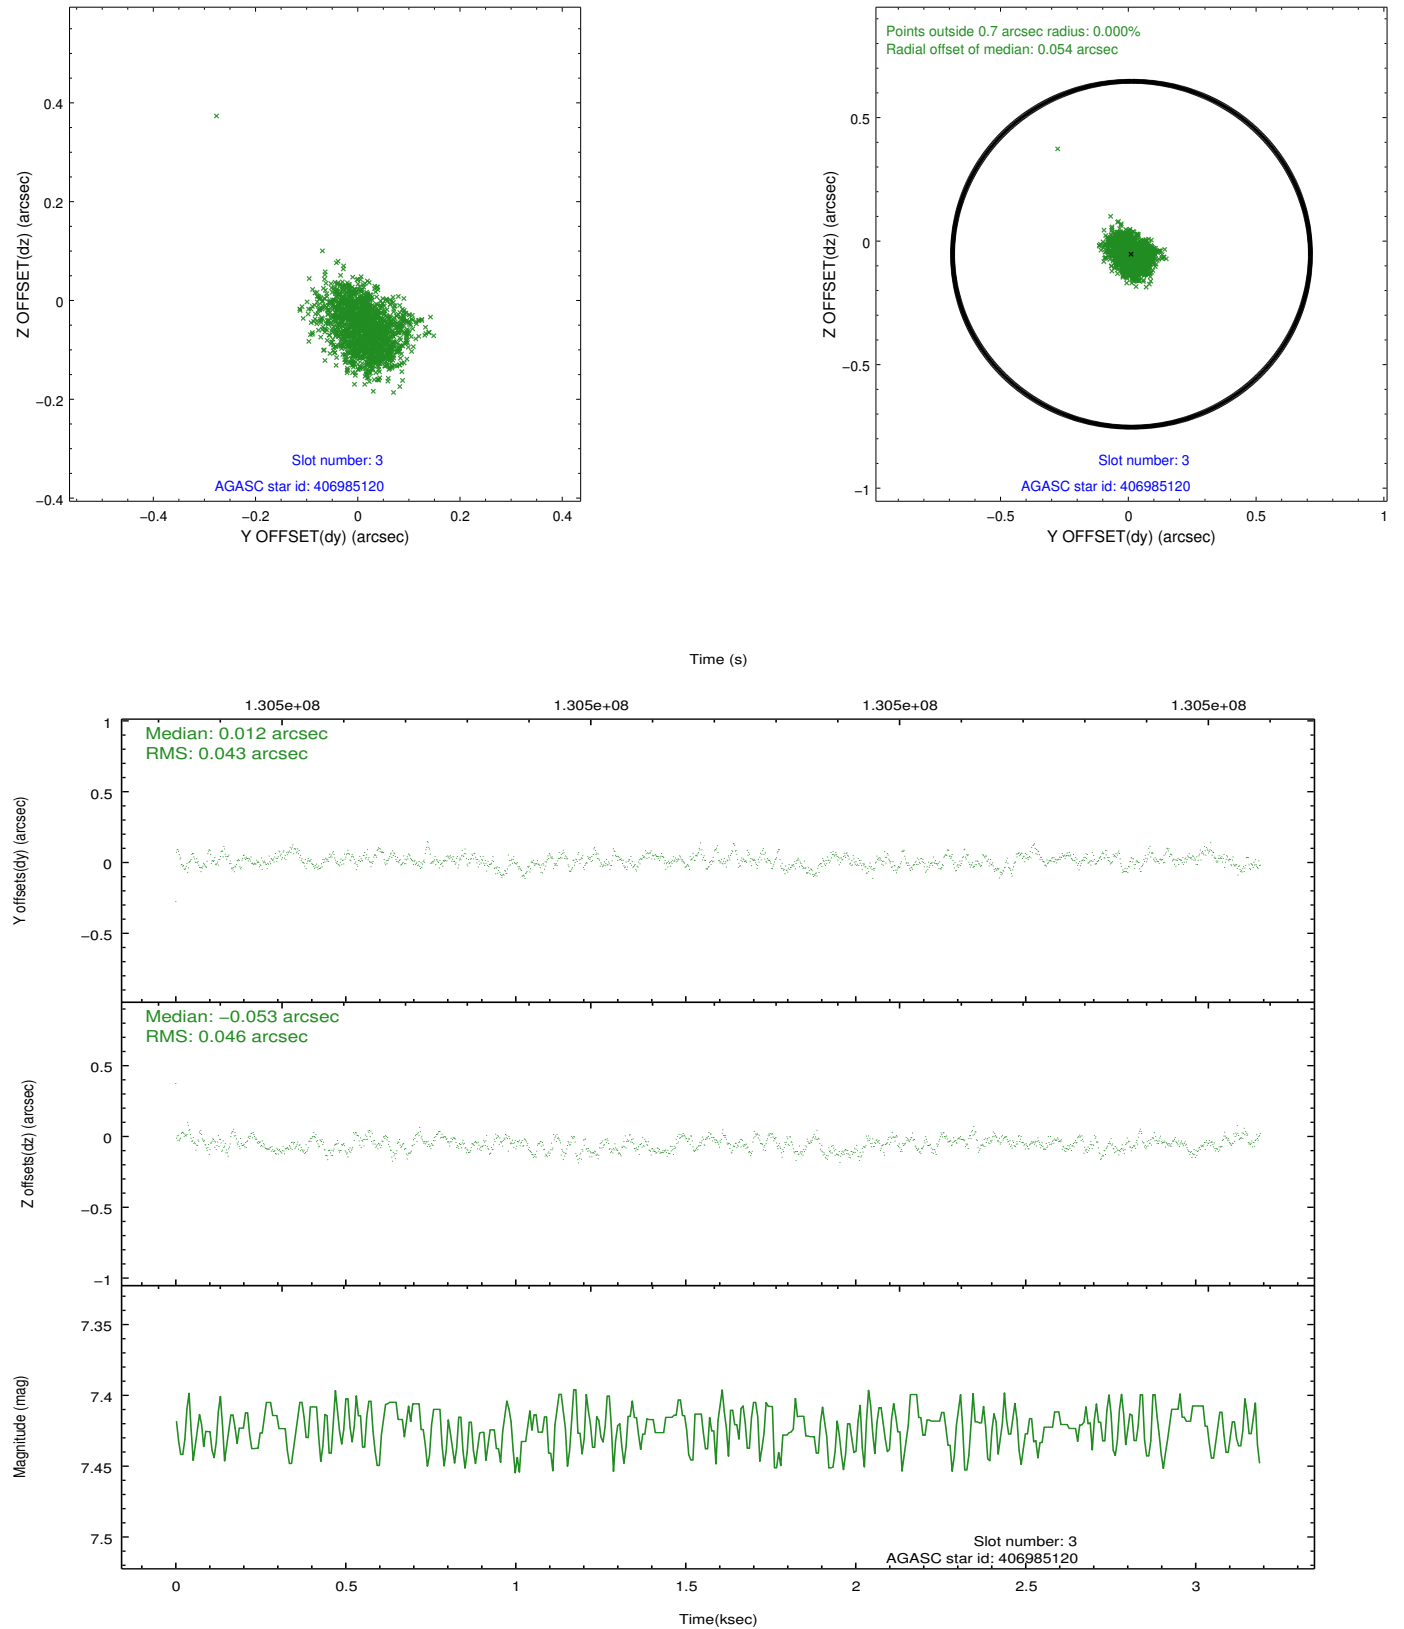 0.4
0.2
0
−0.2
−0.4
Z OFFSET(dz) (arcsec)
Slot number: 3
AGASC star id: 406985120
−0.4
−0.2
0
0.2
0.4
Y OFFSET(dy) (arcsec)
Points outside 0.7 arcsec radius: 0.000%
Radial offset of median: 0.054 arcsec
0.5
0
−0.5
−1
Z OFFSET(dz) (arcsec)
Slot number: 3
AGASC star id: 406985120
−0.5
0
0.5
1
Y OFFSET(dy) (arcsec)
Time (s)
1.305e+08
1.305e+08
1.305e+08
1.305e+08
Median: 0.012 arcsec
RMS: 0.043 arcsec
1
0.5
0
−0.5
Y offsets(dy) (arcsec)
Median: −0.053 arcsec
RMS: 0.046 arcsec
0.5
0
−0.5
−1
Z offsets(dz) (arcsec)
7.35
7.4
7.45
7.5
Magnitude (mag)
Slot number: 3
AGASC star id: 406985120
0
0.5
1
1.5
2
2.5
3
Time(ksec)